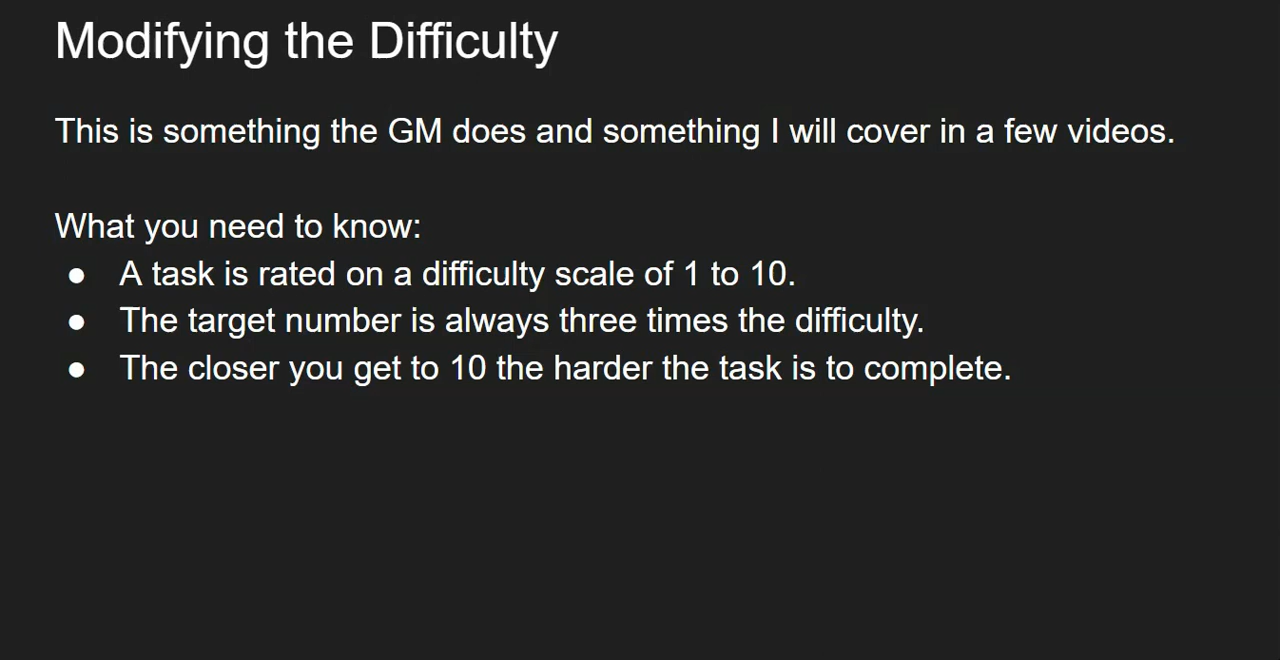 Modifying the Difficulty
This is something the GM does and something I will cover in a few videos.
What you need to know:
● A task is rated on a difficulty scale of 1 to 10.
● The target number is always three times the difficulty.
● The closer you get to 10 the harder the task is to complete.